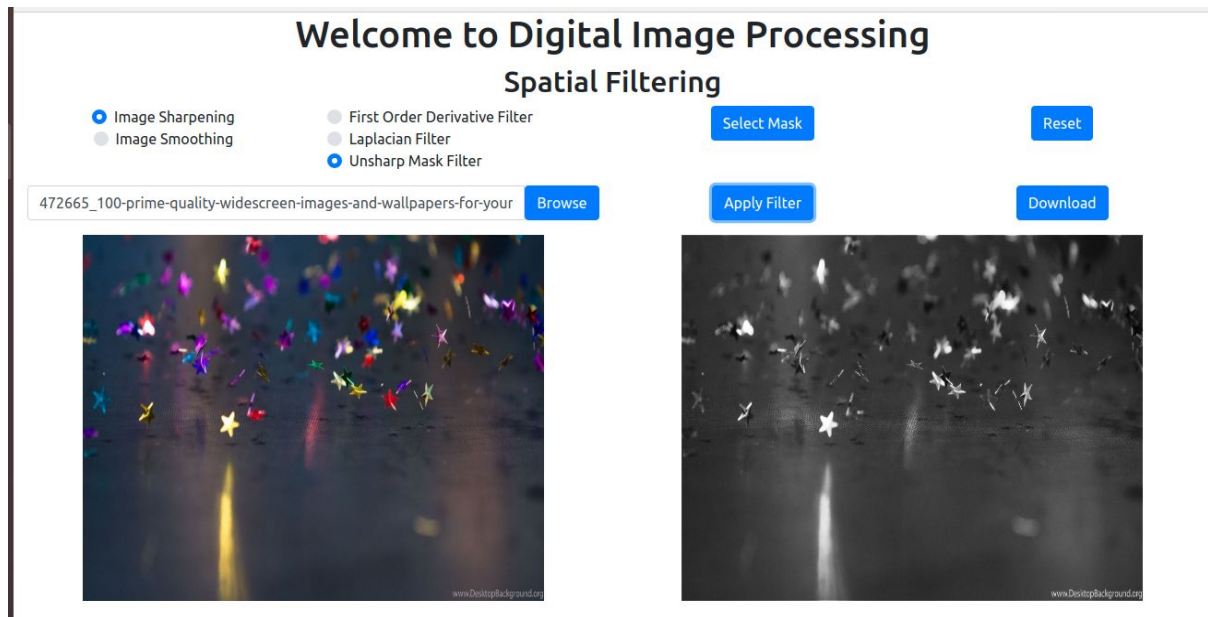 Welcome to Digital Image Processing
Spatial Filtering
Image Sharpening
Image Smoothing
First Order Derivative Filter
Laplacian Filter
Unsharp Mask Filter
Select Mask
Reset
472665_100-prime-quality-widescreen-images-and-wallpapers-for-your
Browse
Apply Filter
Download
www.DesktopBackground.org
www.DesktopBackground.org